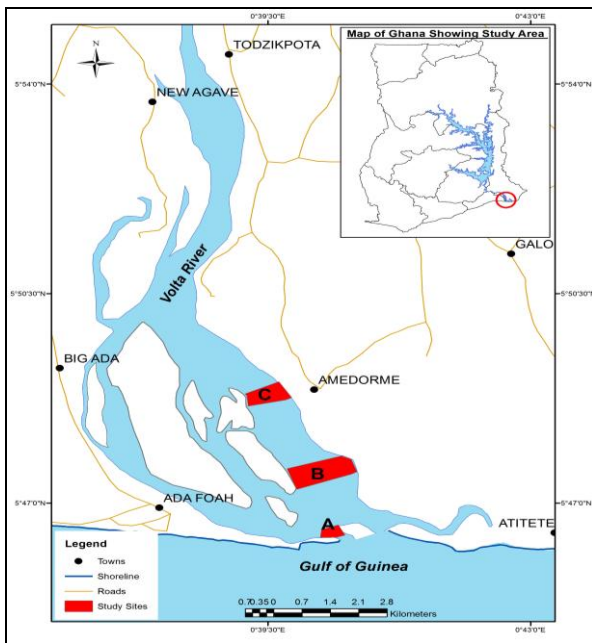 0°39'30"E
0°43'0"E
Map of Ghana Showing Study Area
N
TODZIKPOTA
5°54'0"N
5°54'0"N
NEW AGAVE
GALO
Volta River
5°50'30"N
5°50'30"N
BIG ADA
AMEDORME
C
B
ADA FOAH
5°47'0"N
5°47'0"N
A
ATITETE
Legend
Towns
Shoreline
Roads
Study Sites
Gulf of Guinea
0.7 0.35 0 0.7 1.4 2.1 2.8
Kilometers
0°39'30"E
0°43'0"E